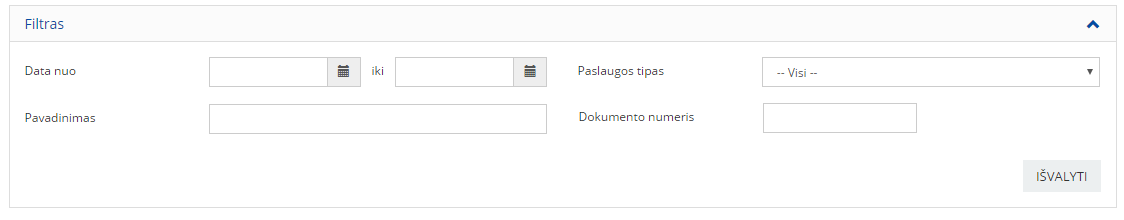 Filtras
Data nuo iki Paslaugos tipas -- Visi --
Pavadinimas Dokumento numeris
IŠVALYTI